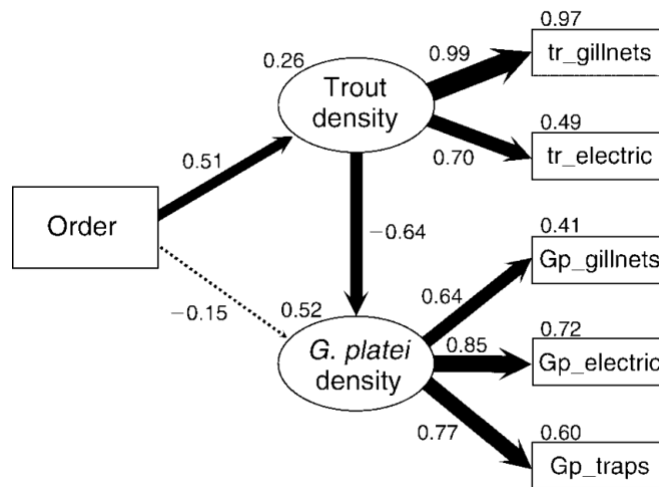 0.97
tr_gillnets
0.99
0.26
Trout
density
0.49
tr_electric
0.70
0.51
Order
−0.64
0.41
Gp_gillnets
0.64
−0.15
0.52
G. platei
density
0.72
Gp_electric
0.85
0.77
0.60
Gp_traps